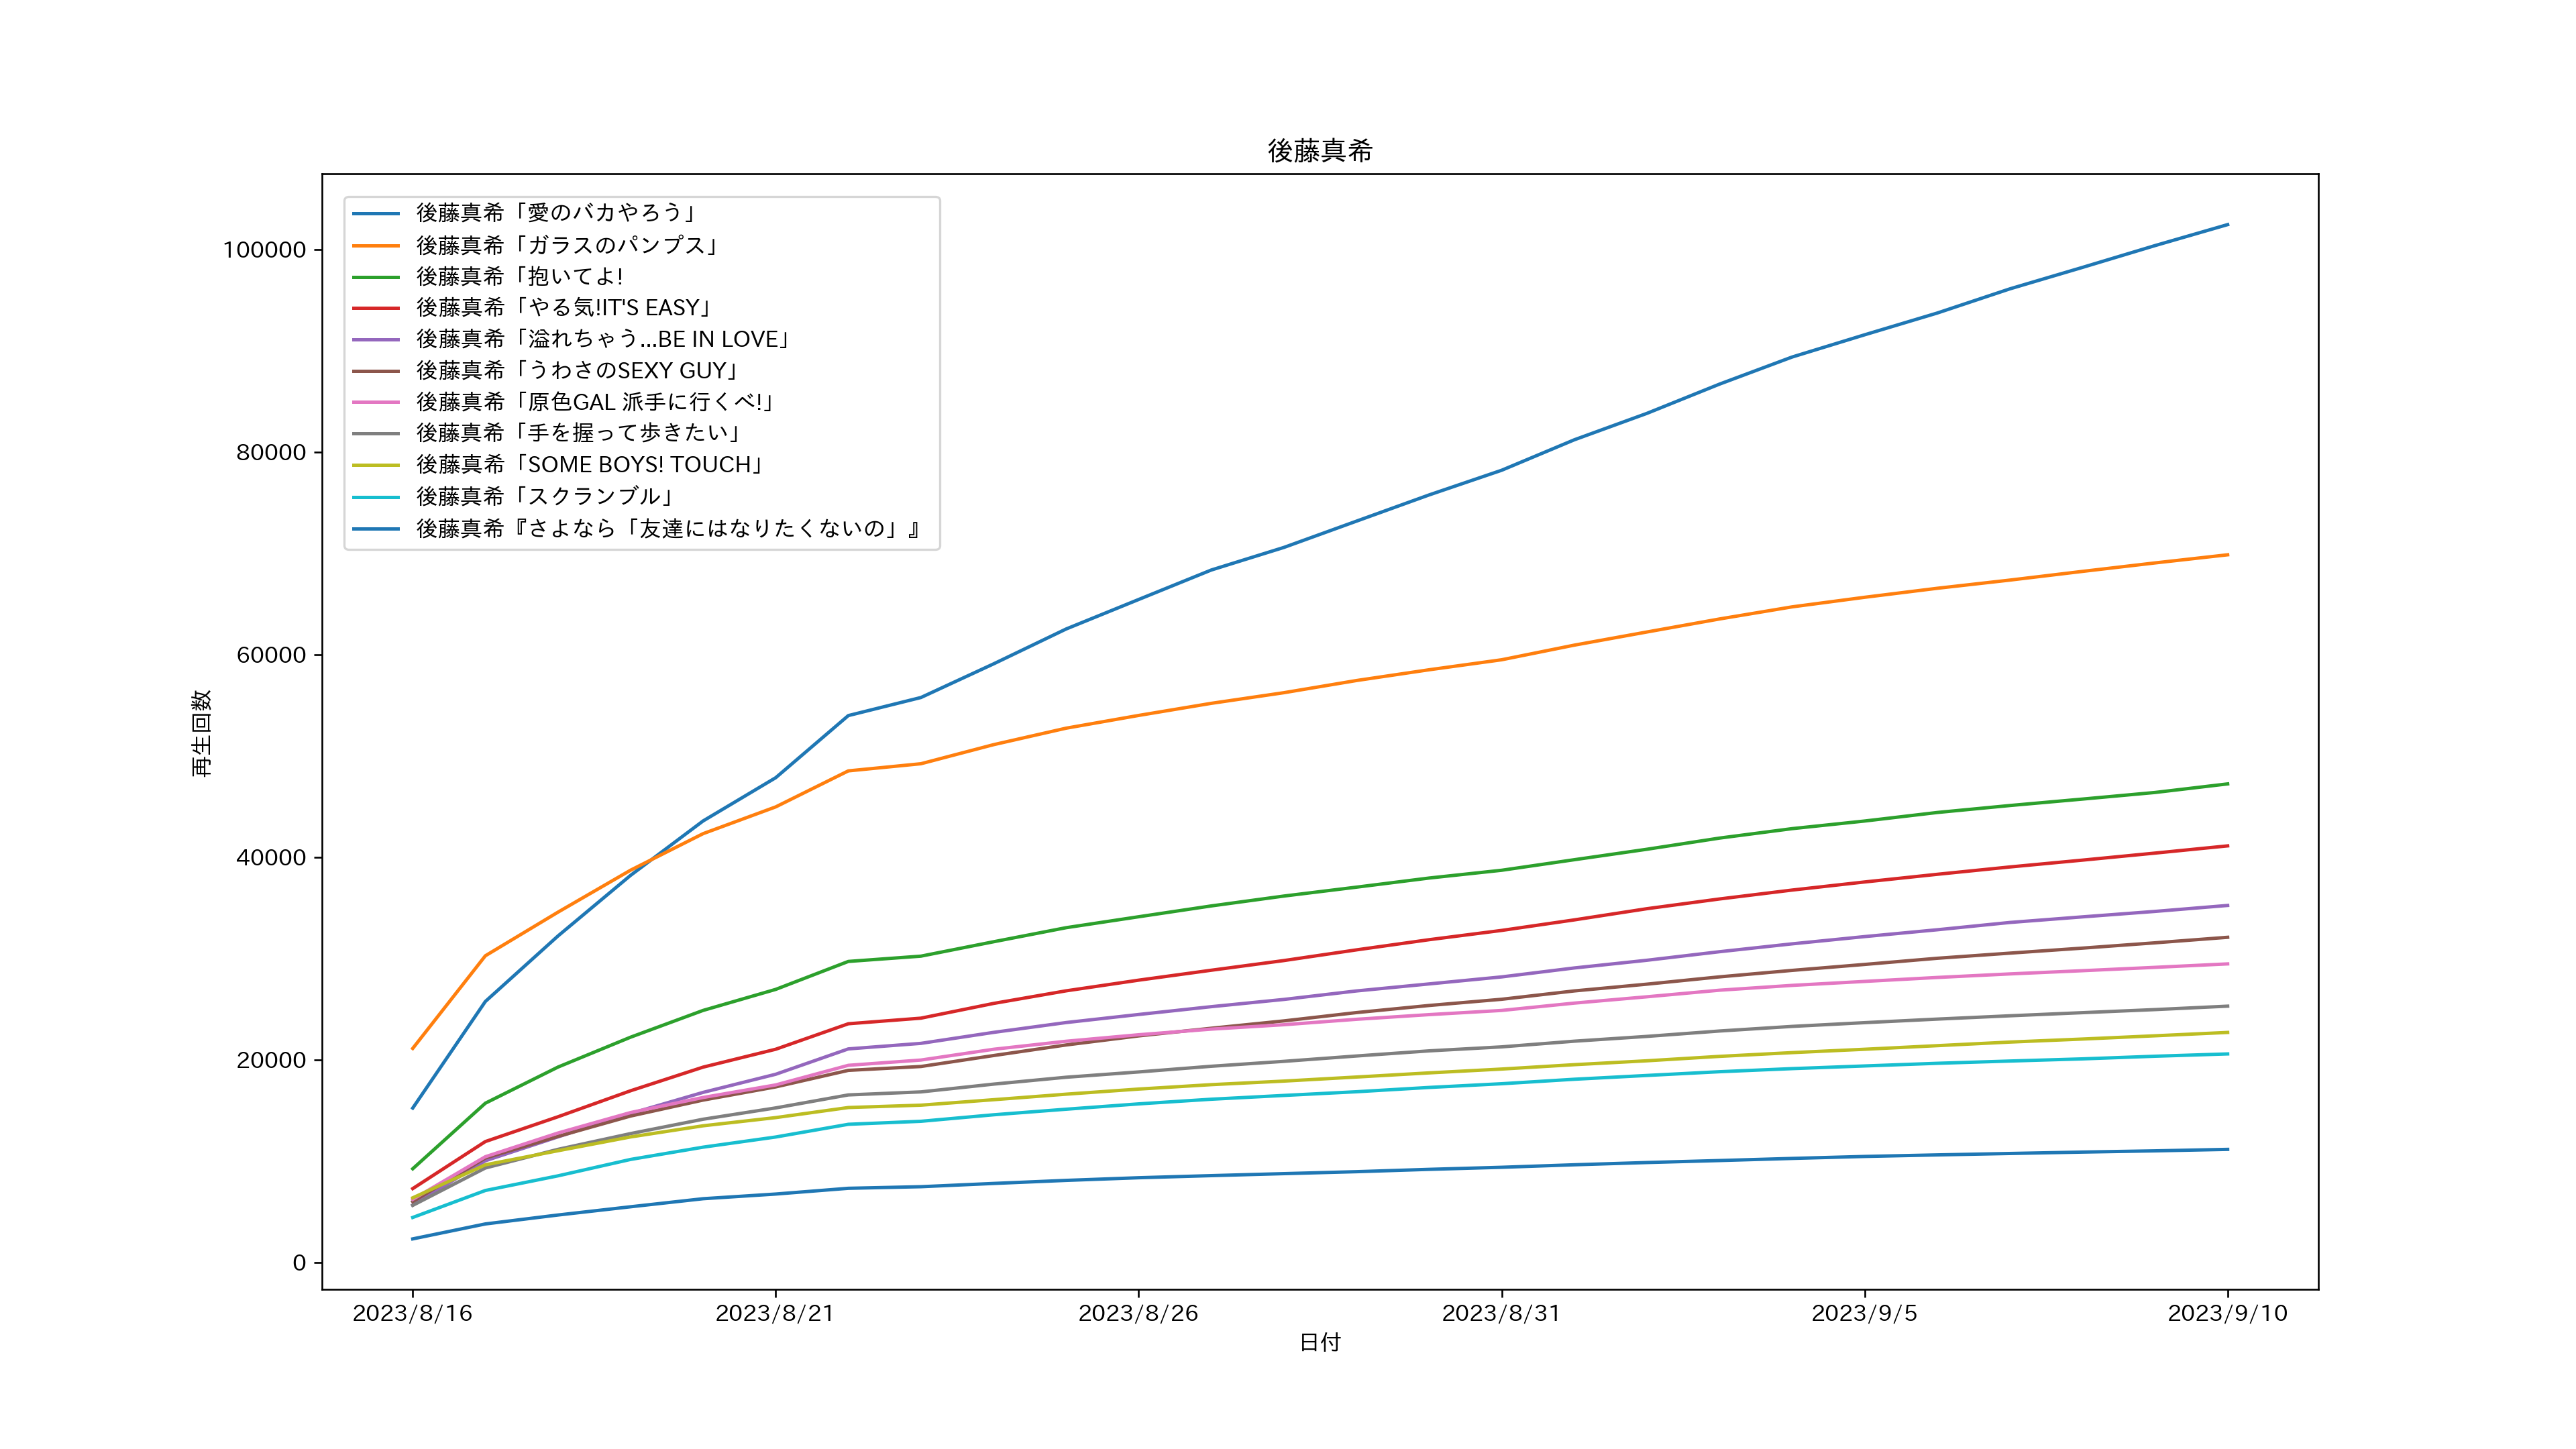 後藤真希
後藤真希「愛のバカやろう」
後藤真希「ガラスのパンプス」
後藤真希「抱いてよ!
後藤真希「やる気!IT'S EASY」
後藤真希「溢れちゃう...BE IN LOVE」
後藤真希「うわさのSEXY GUY」
後藤真希「原色GAL 派手に行くべ!」
後藤真希「手を握って歩きたい」
後藤真希「SOME BOYS! TOUCH」
後藤真希「スクランブル」
後藤真希『さよなら「友達にはなりたくないの」』
100000
80000
60000
40000
20000
0
再生回数
2023/8/16 2023/8/21 2023/8/26 2023/8/31 2023/9/5 2023/9/10
日付